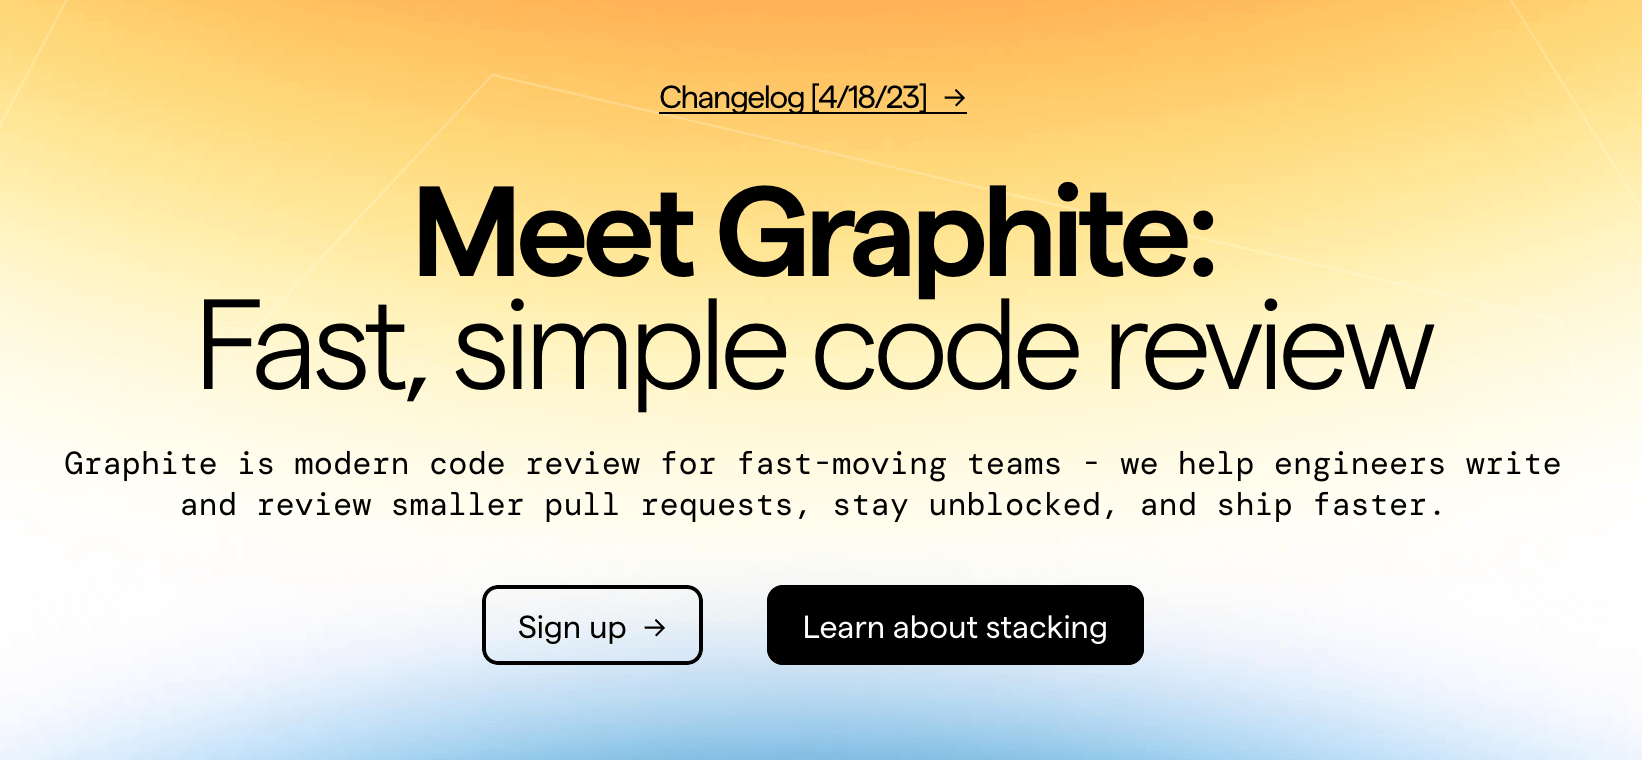 Changelog [4/18/23] →
Meet Graphite:
Fast, simple code review
Graphite is modern code review for fast-moving teams - we help engineers write
and review smaller pull requests, stay unblocked, and ship faster.
Sign up →
Learn about stacking